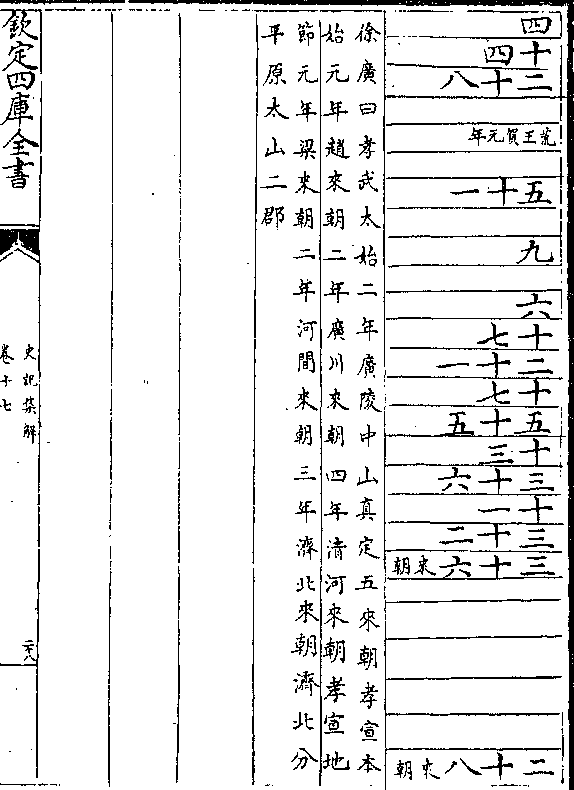 四
十四
二十八
荒王賀元年
五十一
九
六
十七
二十一
十七
五十五
十三
三十六
十一
三十二
三十六來朝
二十八來朝
徐廣曰孝武太始二年廣陵中山真定五來朝孝宣本
始元年趙來朝二年廣川來朝四年清河來朝孝宣地
節元年梁來朝二年河間來朝三年濟北來朝濟北分
平原太山二郡
欽定四庫全書
史記集解
卷十七